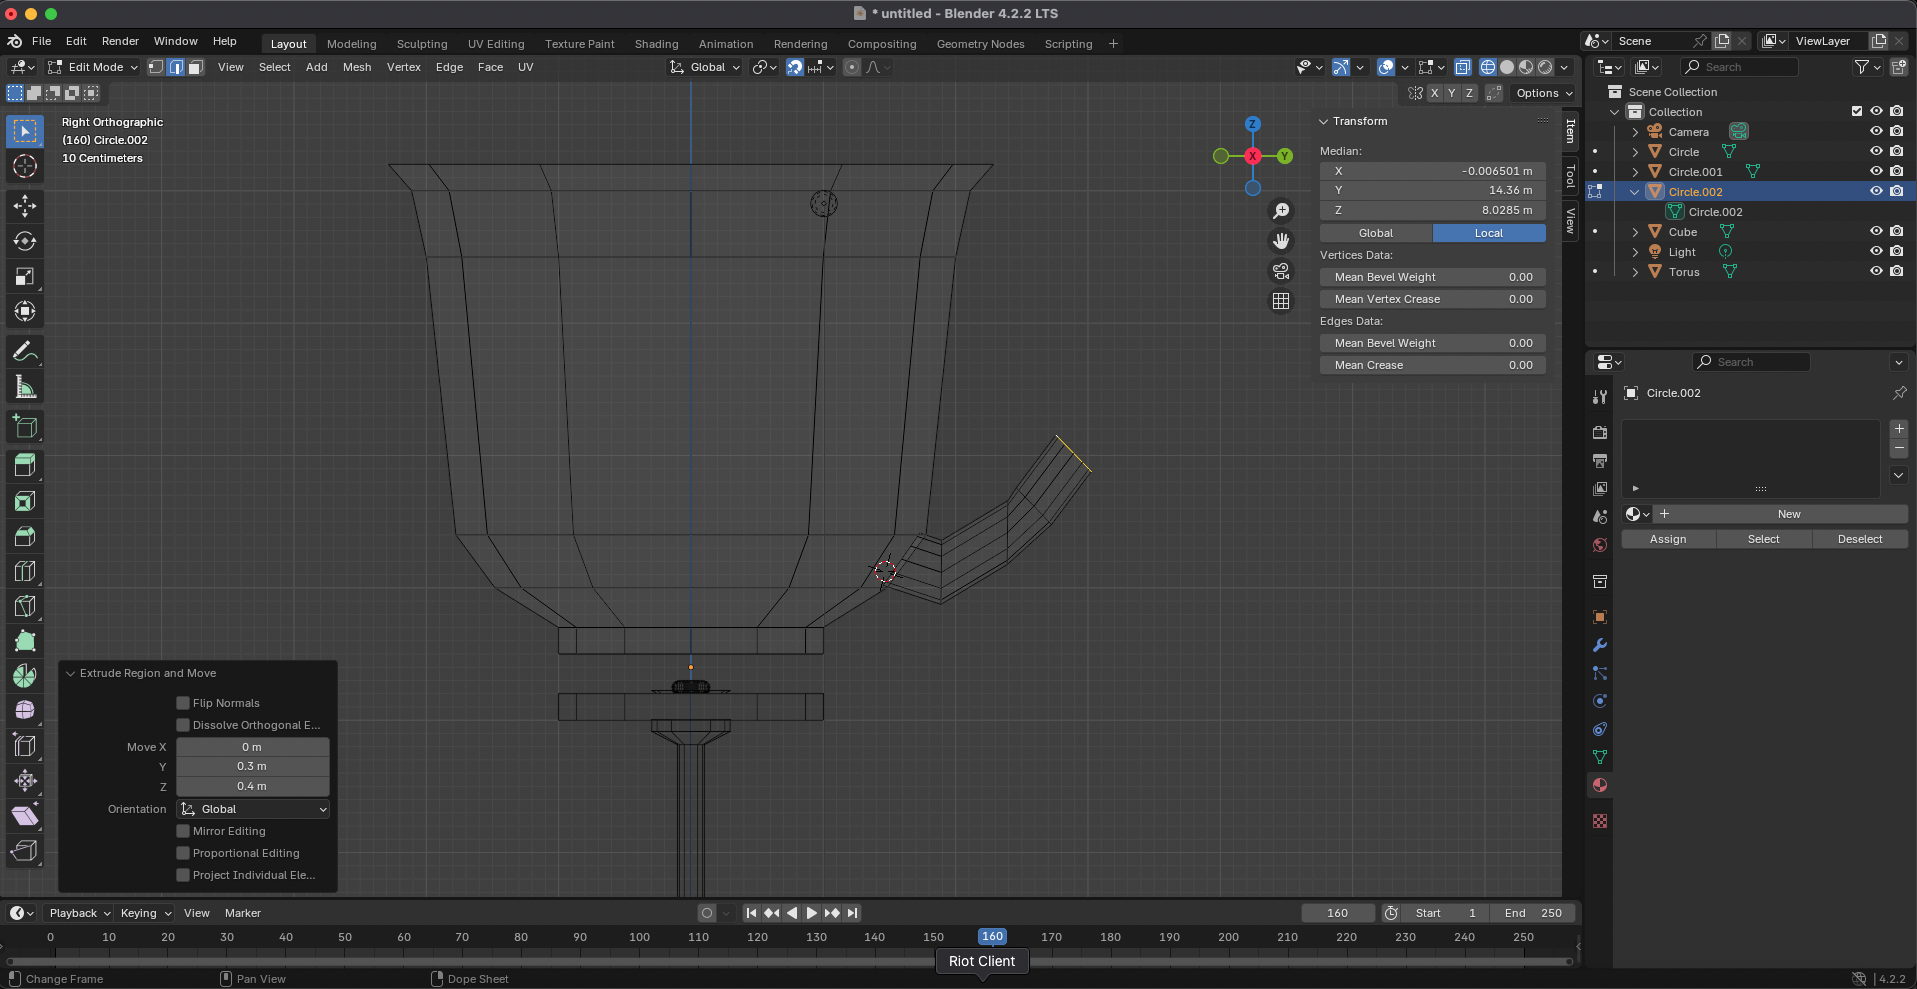 * untitled - Blender 4.2.2 LTS
File Edit Render Window Help
Layout Modeling Sculpting UV Editing Texture Paint Shading Animation Rendering Compositing Geometry Nodes Scripting +
Scene
ViewLayer
Edit Mode
View Select Add Mesh Vertex Edge Face UV
Global
Search
X Y Z
Options
Right Orthographic
(160) Circle.002
10 Centimeters
Z
X
Y
Transform
Median:
X -0.006501 m
Y 14.36 m
Z 8.0285 m
Global Local
Vertices Data:
Mean Bevel Weight 0.00
Mean Vertex Crease 0.00
Edges Data:
Mean Bevel Weight 0.00
Mean Crease 0.00
Item
Tool
View
Scene Collection
Collection
Camera
Circle
Circle.001
Circle.002
Circle.002
Cube
Light
Torus
Search
Circle.002
New
Assign Select Deselect
Extrude Region and Move
Flip Normals
Dissolve Orthogonal E...
Move X 0 m
Y 0.3 m
Z 0.4 m
Orientation Global
Mirror Editing
Proportional Editing
Project Individual Ele...
Playback Keying View Marker
160 Start 1 End 250
0 10 20 30 40 50 60 70 80 90 100 110 120 130 140 150 160 170 180 190 200 210 220 230 240 250
Riot Client
Change Frame Pan View Dope Sheet
4.2.2